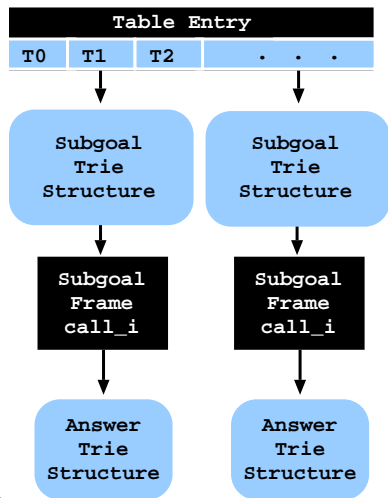 Table Entry
T0 T1 T2 . . .
Subgoal
Trie
Structure
Subgoal
Trie
Structure
Subgoal
Frame
call_i
Subgoal
Frame
call_i
Answer
Trie
Structure
Answer
Trie
Structure